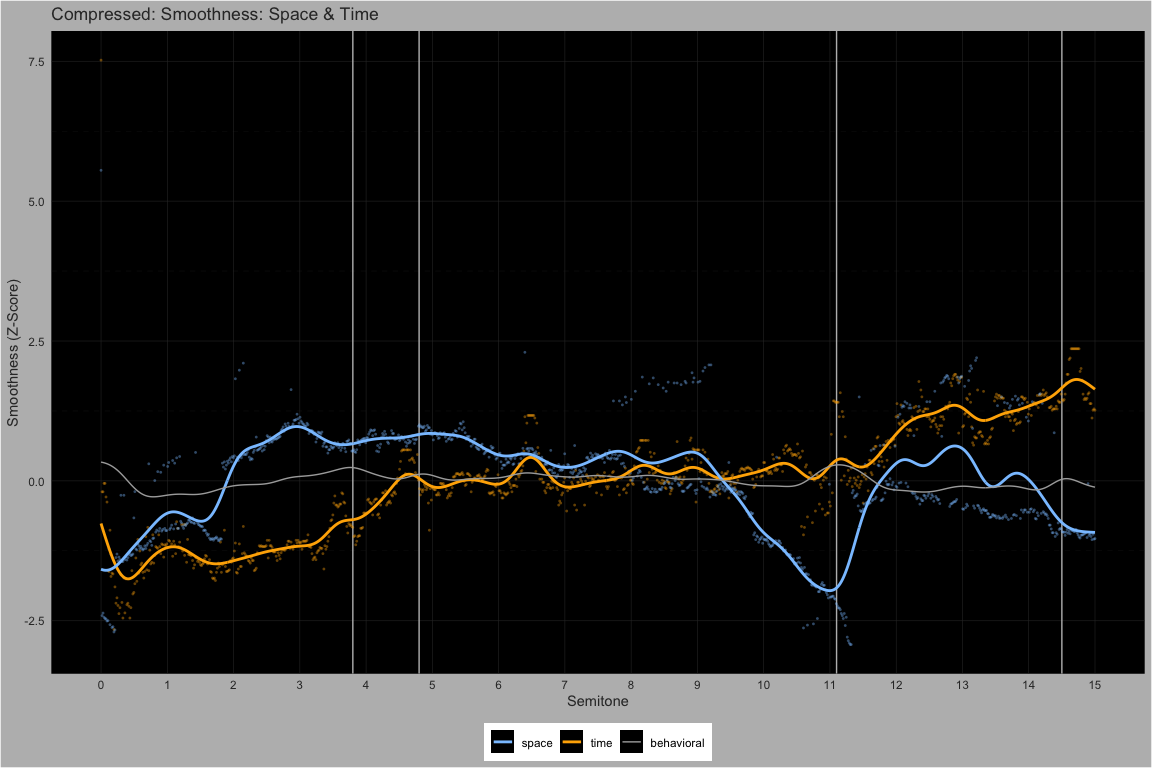 Compressed: Smoothness: Space & Time
Smoothness (Z-Score)
7.5
5.0
2.5
0.0
-2.5
0 1 2 3 4 5 6 7 8 9 10 11 12 13 14 15
Semitone
space time behavioral